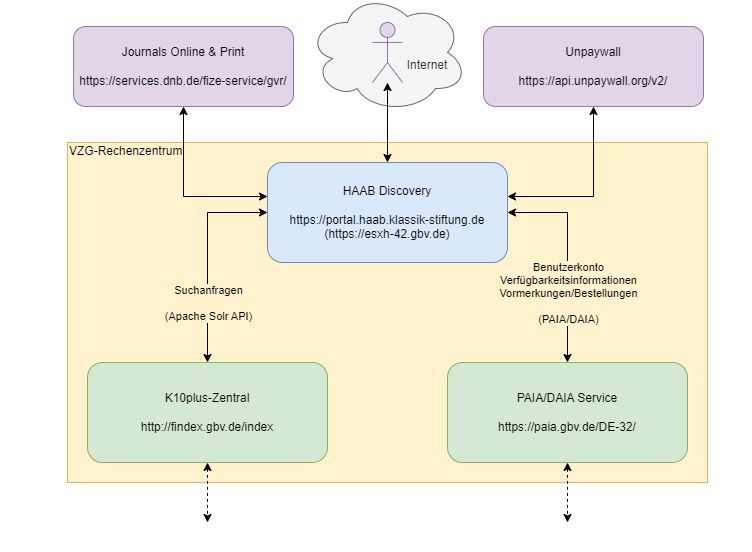 Journals Online & Print
https://services.dnb.de/fize-service/gvr/
Internet
Unpaywall
https://api.unpaywall.org/v2/
VZG-Rechenzentrum
HAAB Discovery
https://portal.haab.klassik-stiftung.de
(https://esxh-42.gbv.de)
Suchanfragen
(Apache Solr API)
Benutzerkonto
Verfügbarkeitsinformationen
Vormerkungen/Bestellungen
(PAIA/DAIA)
K10plus-Zentral
http://findex.gbv.de/index
PAIA/DAIA Service
https://paia.gbv.de/DE-32/